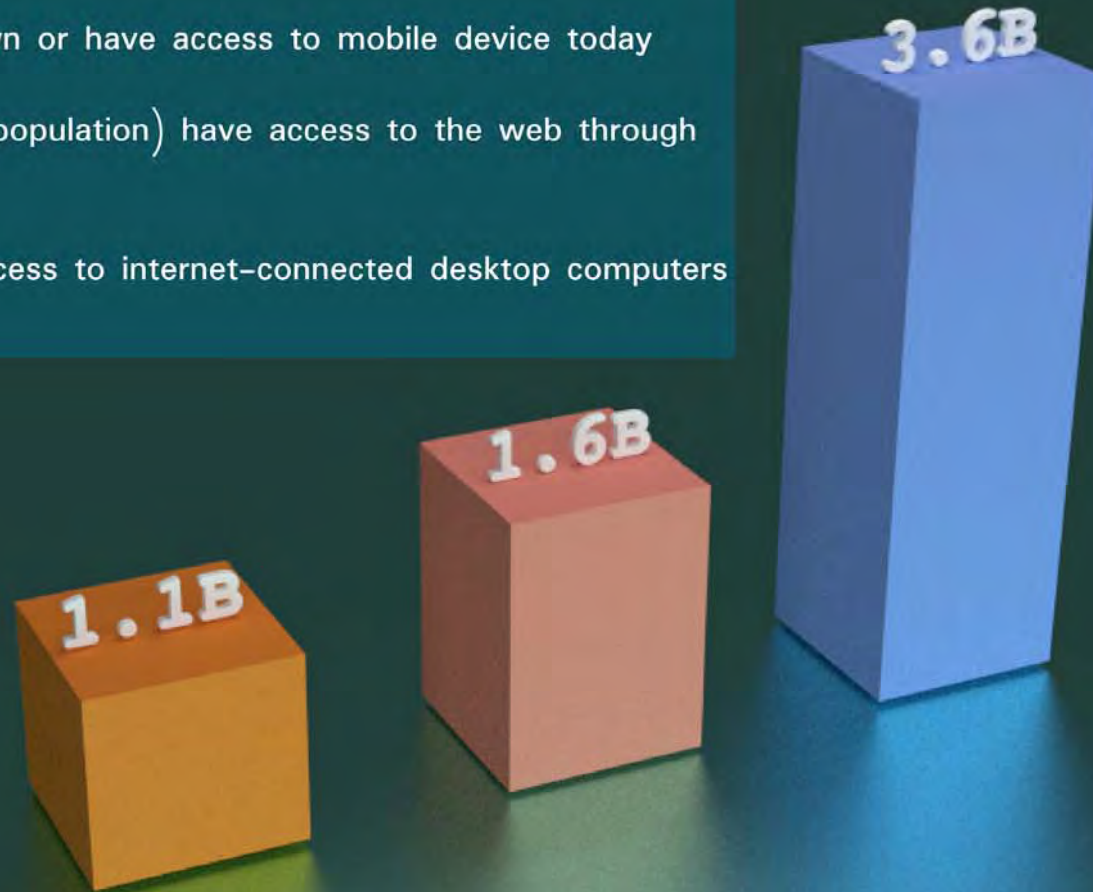 or have access to mobile device today
population) have access to the web through
to internet-connected desktop computers
3.6B
1.6B
1.1B